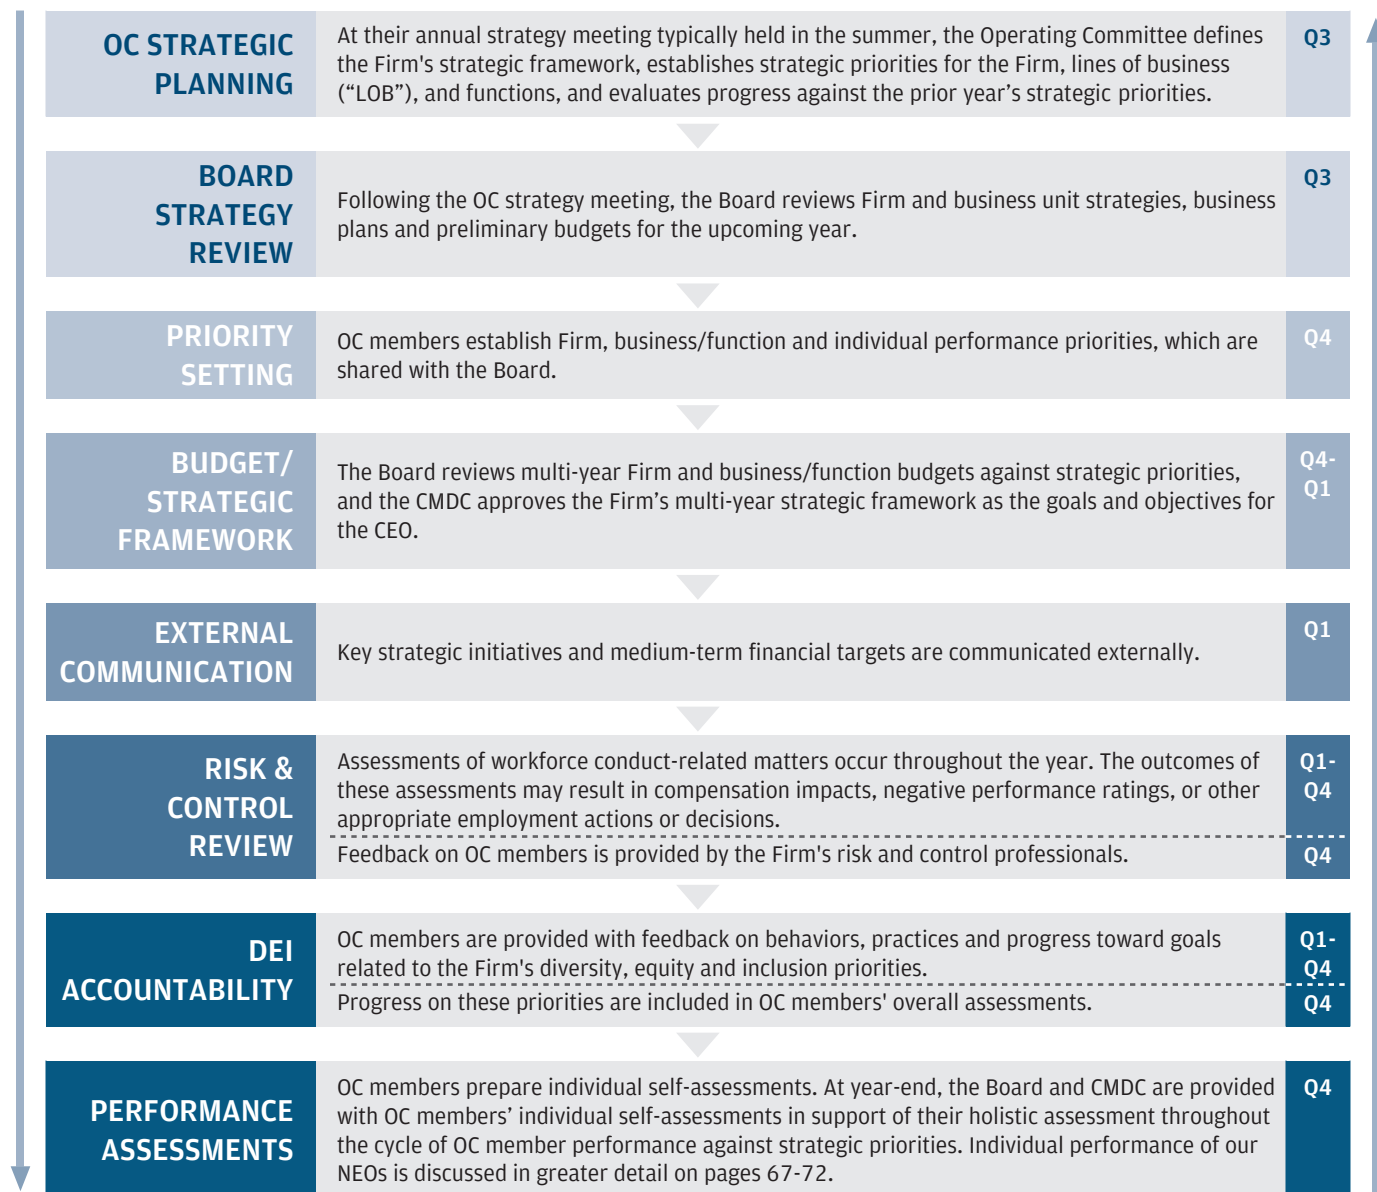 OC STRATEGIC
PLANNING
At their annual strategy meeting typically held in the summer, the Operating Committee defines
the Firm's strategic framework, establishes strategic priorities for the Firm, lines of business
(“LOB”), and functions, and evaluates progress against the prior year’s strategic priorities.
Q3
BOARD
STRATEGY
REVIEW
Following the OC strategy meeting, the Board reviews Firm and business unit strategies, business
plans and preliminary budgets for the upcoming year.
Q3
PRIORITY
SETTING
OC members establish Firm, business/function and individual performance priorities, which are
shared with the Board.
Q4
BUDGET/
STRATEGIC
FRAMEWORK
The Board reviews multi-year Firm and business/function budgets against strategic priorities,
and the CMDC approves the Firm’s multi-year strategic framework as the goals and objectives for
the CEO.
Q4-
Q1
EXTERNAL
COMMUNICATION
Key strategic initiatives and medium-term financial targets are communicated externally.
Q1
RISK &
CONTROL
REVIEW
Assessments of workforce conduct-related matters occur throughout the year. The outcomes of
these assessments may result in compensation impacts, negative performance ratings, or other
appropriate employment actions or decisions.
Q1-
Q4
Feedback on OC members is provided by the Firm's risk and control professionals.
Q4
DEI
ACCOUNTABILITY
OC members are provided with feedback on behaviors, practices and progress toward goals
related to the Firm's diversity, equity and inclusion priorities.
Q1-
Q4
Progress on these priorities are included in OC members' overall assessments.
Q4
PERFORMANCE
ASSESSMENTS
OC members prepare individual self-assessments. At year-end, the Board and CMDC are provided
with OC members’ individual self-assessments in support of their holistic assessment throughout
the cycle of OC member performance against strategic priorities. Individual performance of our
NEOs is discussed in greater detail on pages 67-72.
Q4